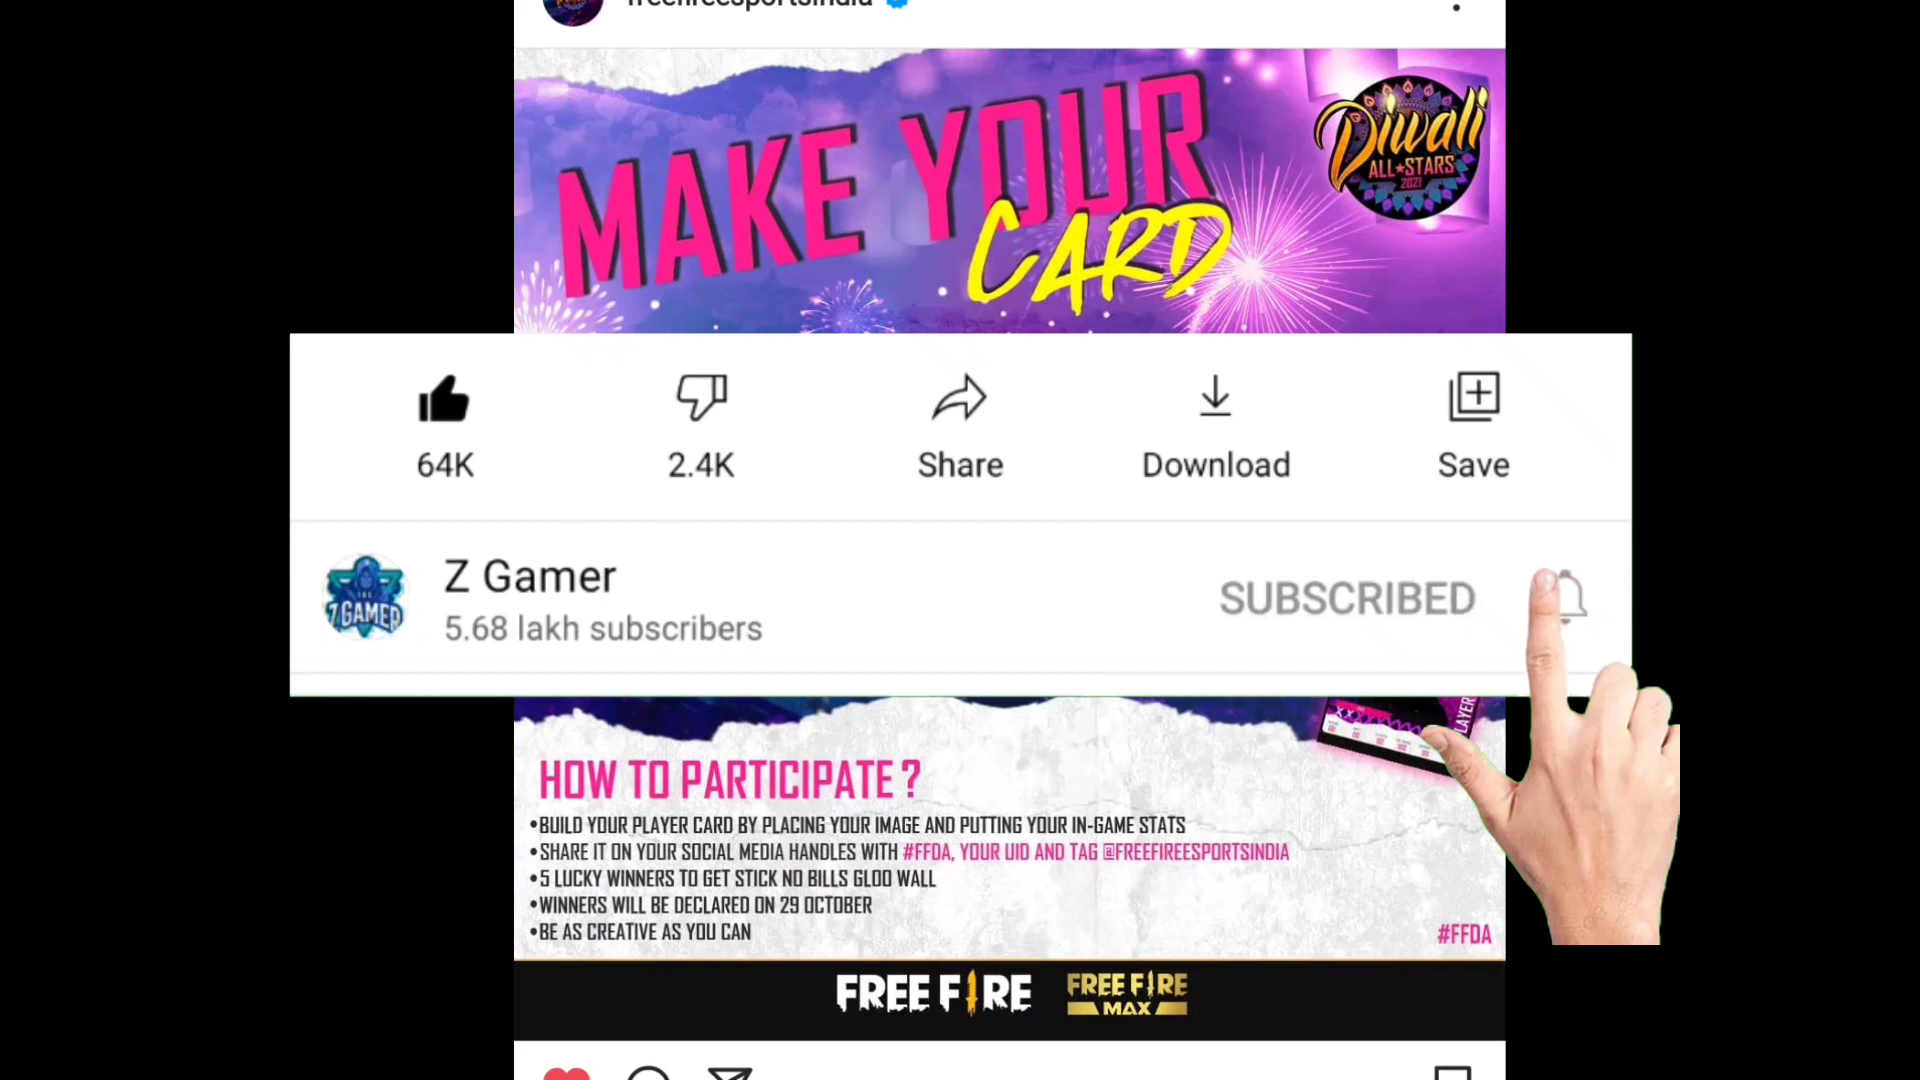 freefireesportsindia
MAKE YOUR
CARD
Diwali
ALL★STARS
2021
64K
2.4K
Share
Download
Save
Z Gamer
5.68 lakh subscribers
SUBSCRIBED
THE
Z GAMER
HOW TO PARTICIPATE?
•BUILD YOUR PLAYER CARD BY PLACING YOUR IMAGE AND PUTTING YOUR IN-GAME STATS
•SHARE IT ON YOUR SOCIAL MEDIA HANDLES WITH #FFDA, YOUR UID AND TAG @FREEFIREESPORTSINDIA
•5 LUCKY WINNERS TO GET STICK NO BILLS GLOO WALL
•WINNERS WILL BE DECLARED ON 29 OCTOBER
•BE AS CREATIVE AS YOU CAN
#FFDA
FREE FIRE
FREE FIRE
MAX